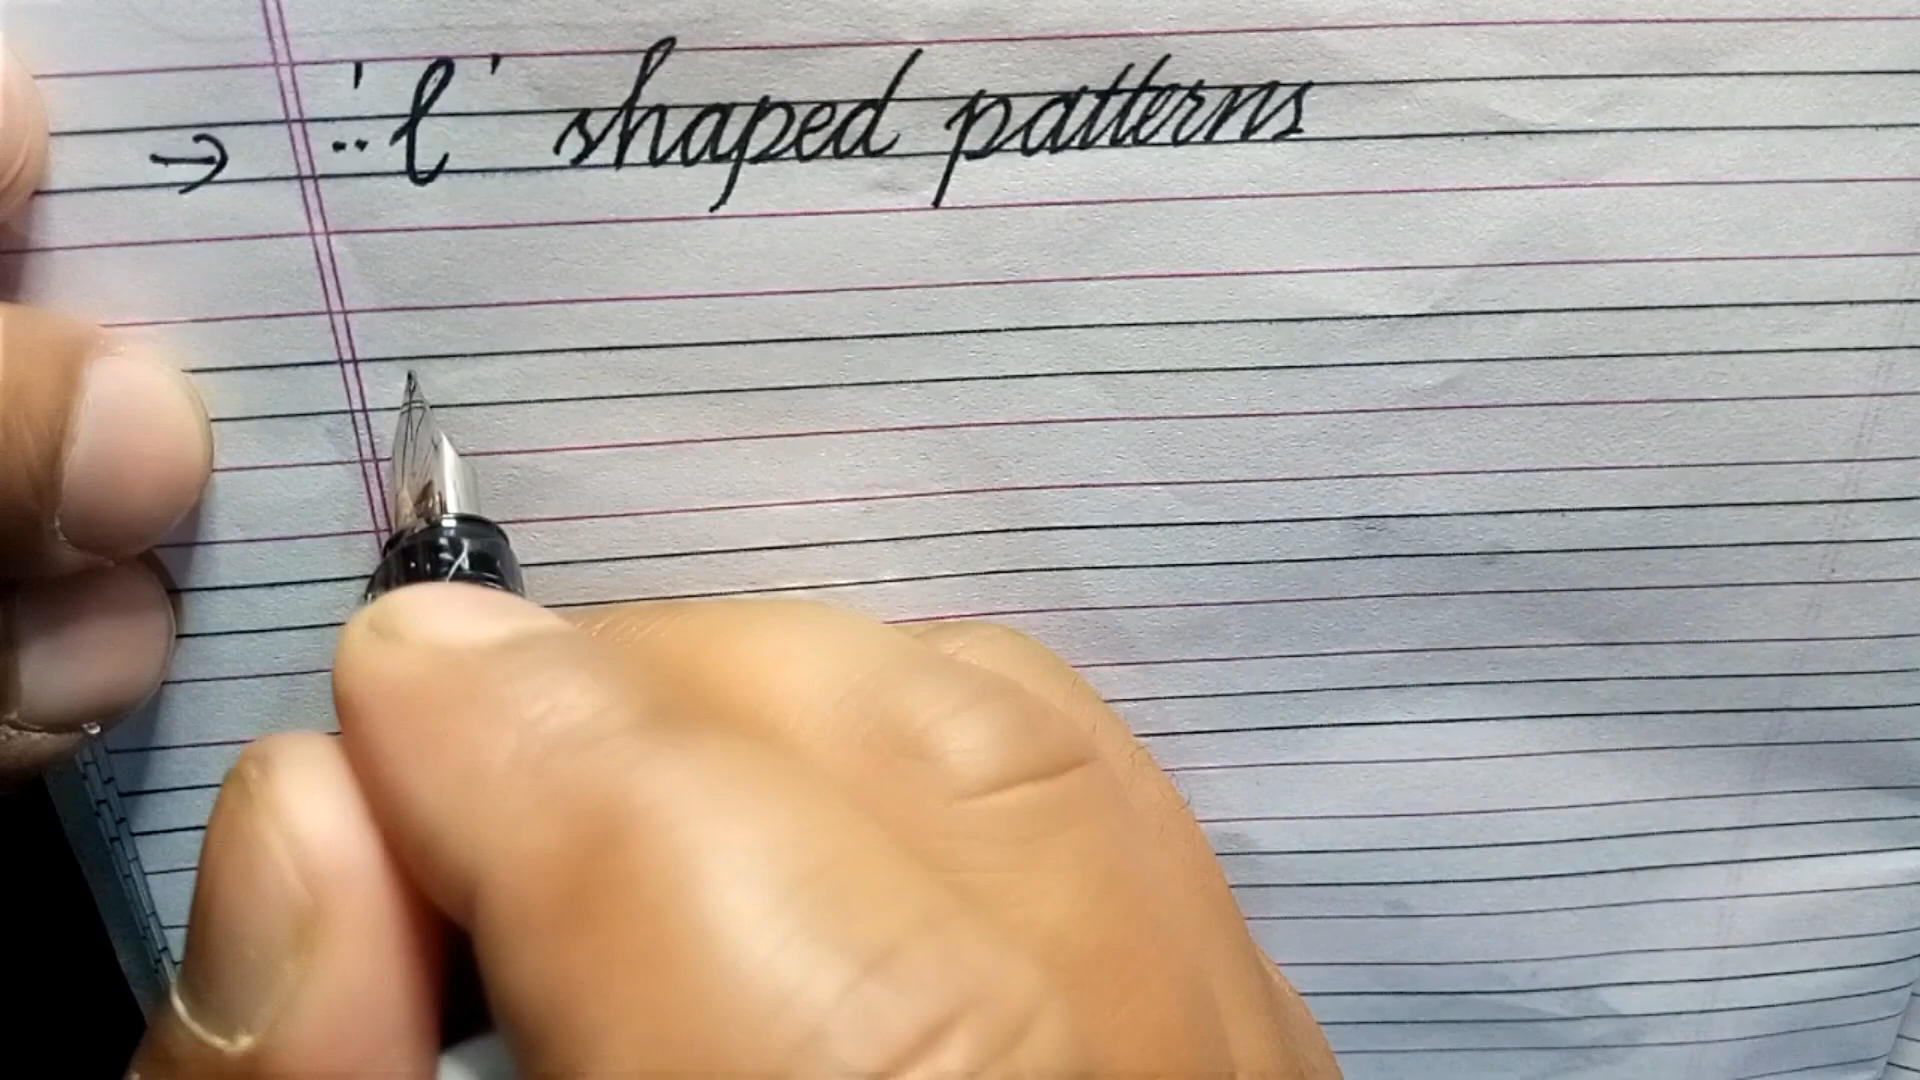 → ..'l' shaped patterns